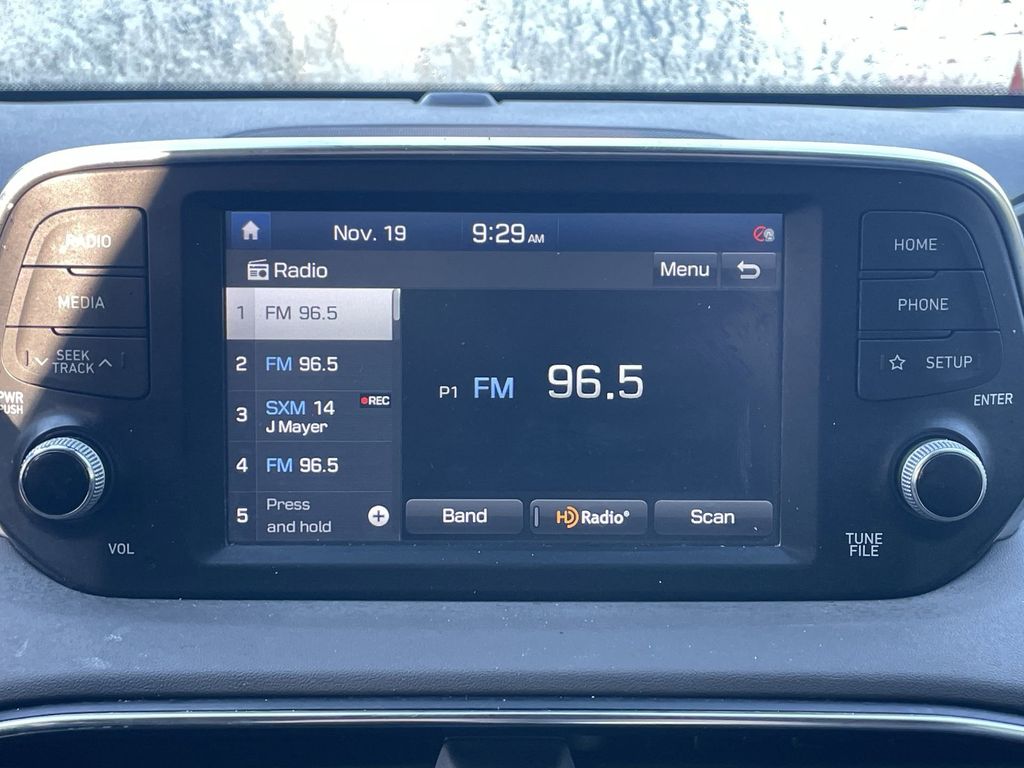 Nov. 19 9:29 AM
RADIO
MEDIA
SEEK
TRACK
PWR
PUSH
VOL
Radio
Menu
1 FM 96.5
2 FM 96.5
3 SXM 14 REC
J Mayer
4 FM 96.5
5 Press
and hold
P1 FM 96.5
Band
HD Radio®
Scan
HOME
PHONE
SETUP
ENTER
TUNE
FILE